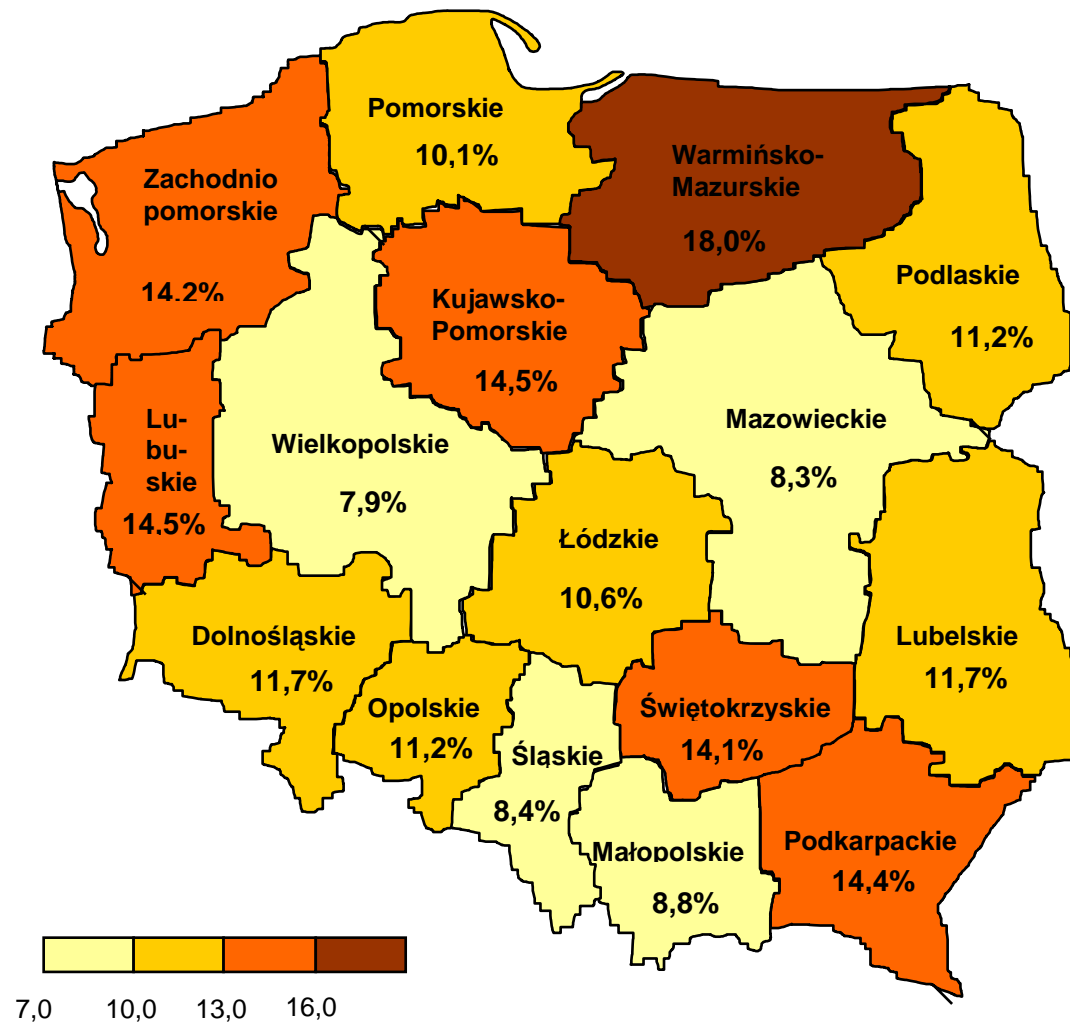 Pomorskie
10,1%
Warmińsko-
Mazurskie
18,0%
Zachodnio
pomorskie
14,2%
Podlaskie
11,2%
Kujawsko-
Pomorskie
14,5%
Lu-
bu-
skie
14,5%
Wielkopolskie
7,9%
Mazowieckie
8,3%
Łódzkie
10,6%
Dolnośląskie
11,7%
Lubelskie
11,7%
Opolskie
11,2%
Śląskie
8,4%
Świętokrzyskie
14,1%
Małopolskie
8,8%
Podkarpackie
14,4%
7,0 10,0 13,0 16,0